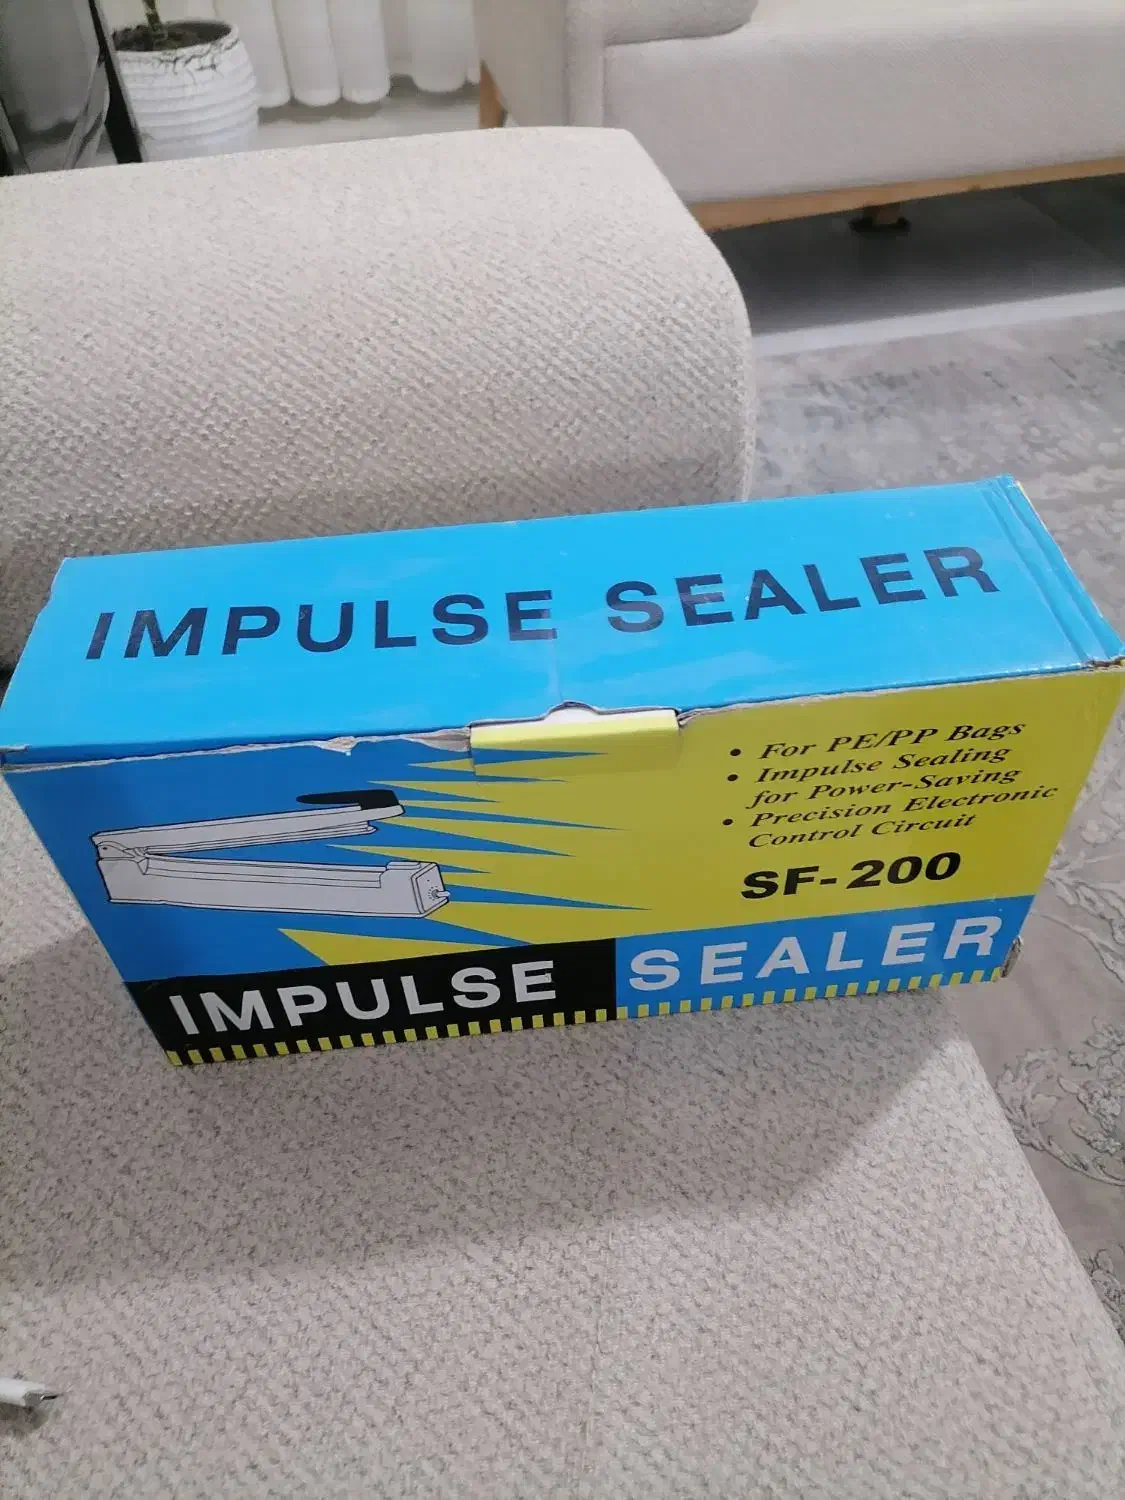 IMPULSE SEALER
• For PE/PP Bags
• Impulse Sealing
for Power-Saving
• Precision Electronic
Control Circuit
SF-200
IMPULSE SEALER